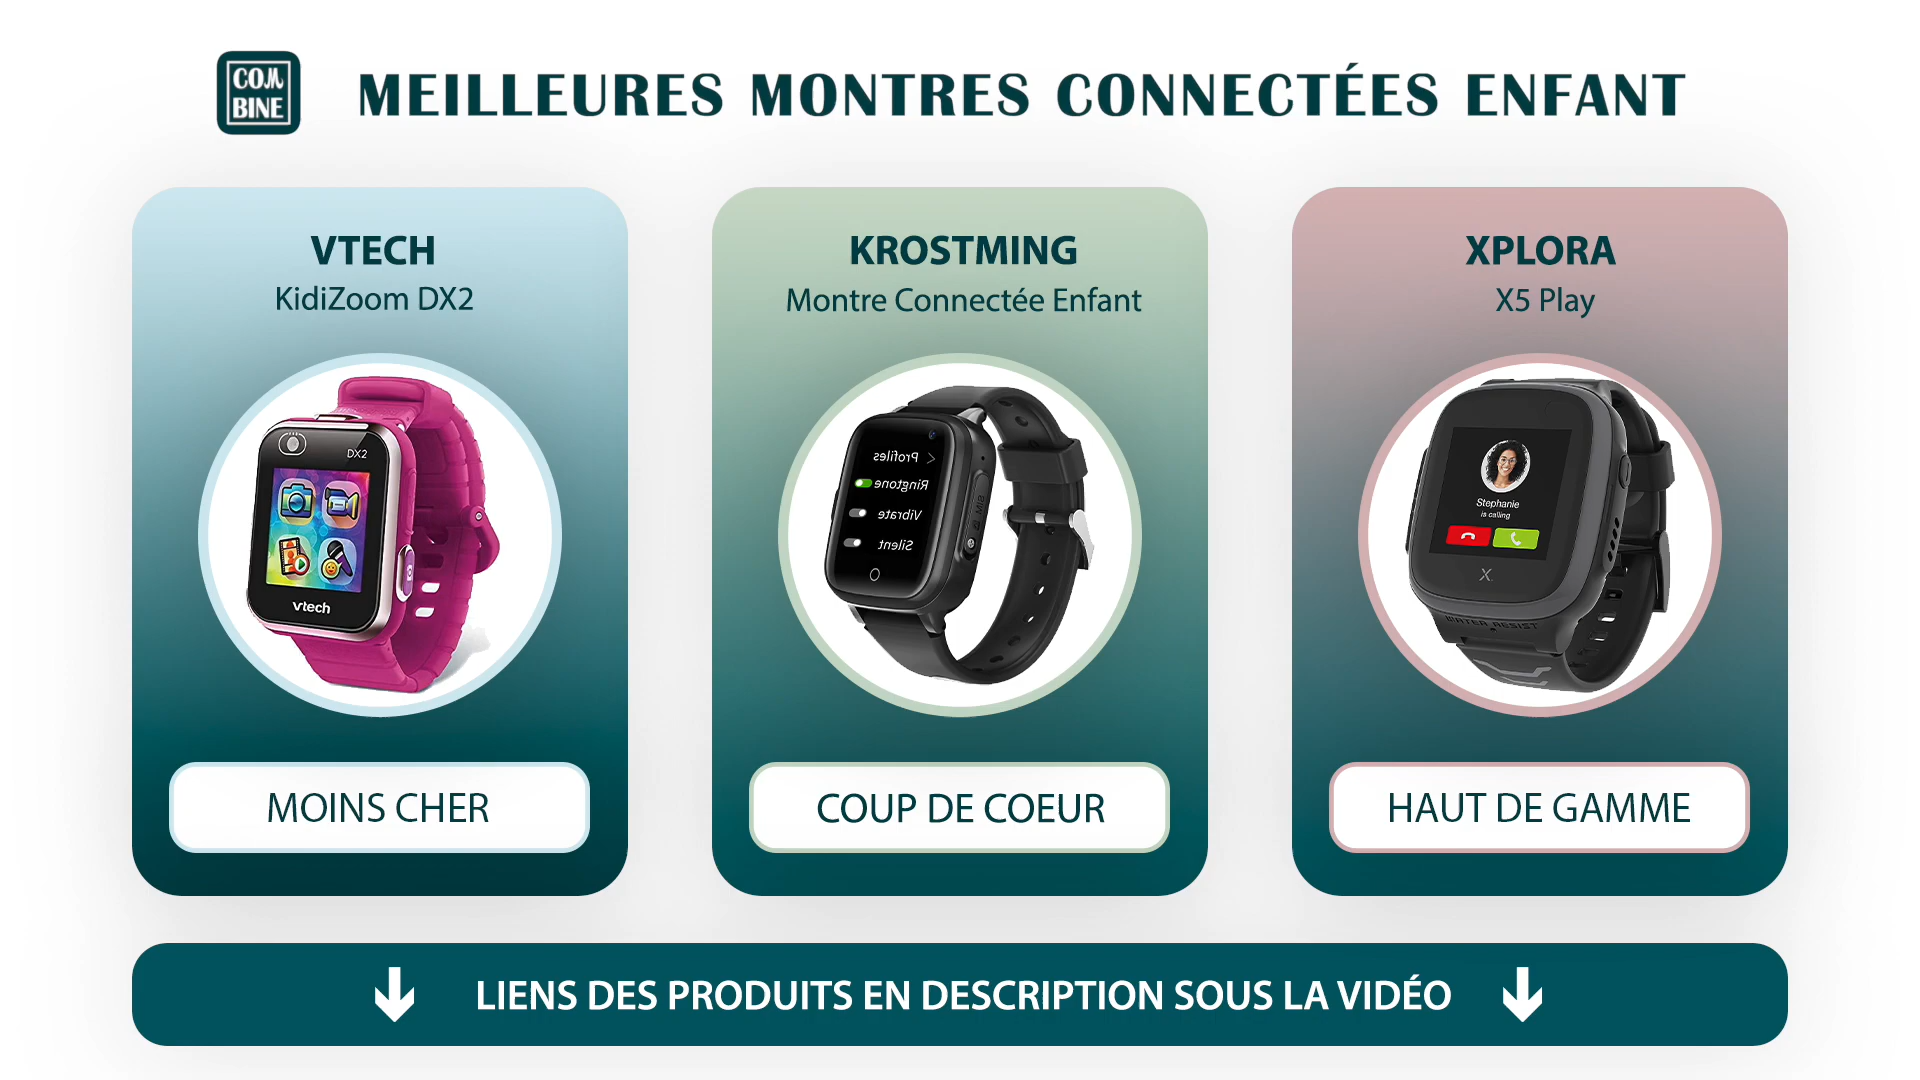 COM
BINE
MEILLEURES MONTRES CONNECTÉES ENFANT
VTECH
KidiZoom DX2
DX2
vtech
MOINS CHER
KROSTMING
Montre Connectée Enfant
Profiles
Ringtone
Vibrate
Silent
COUP DE COEUR
XPLORA
X5 Play
Stephanie
is calling
X
WATER RESIST
HAUT DE GAMME
LIENS DES PRODUITS EN DESCRIPTION SOUS LA VIDÉO